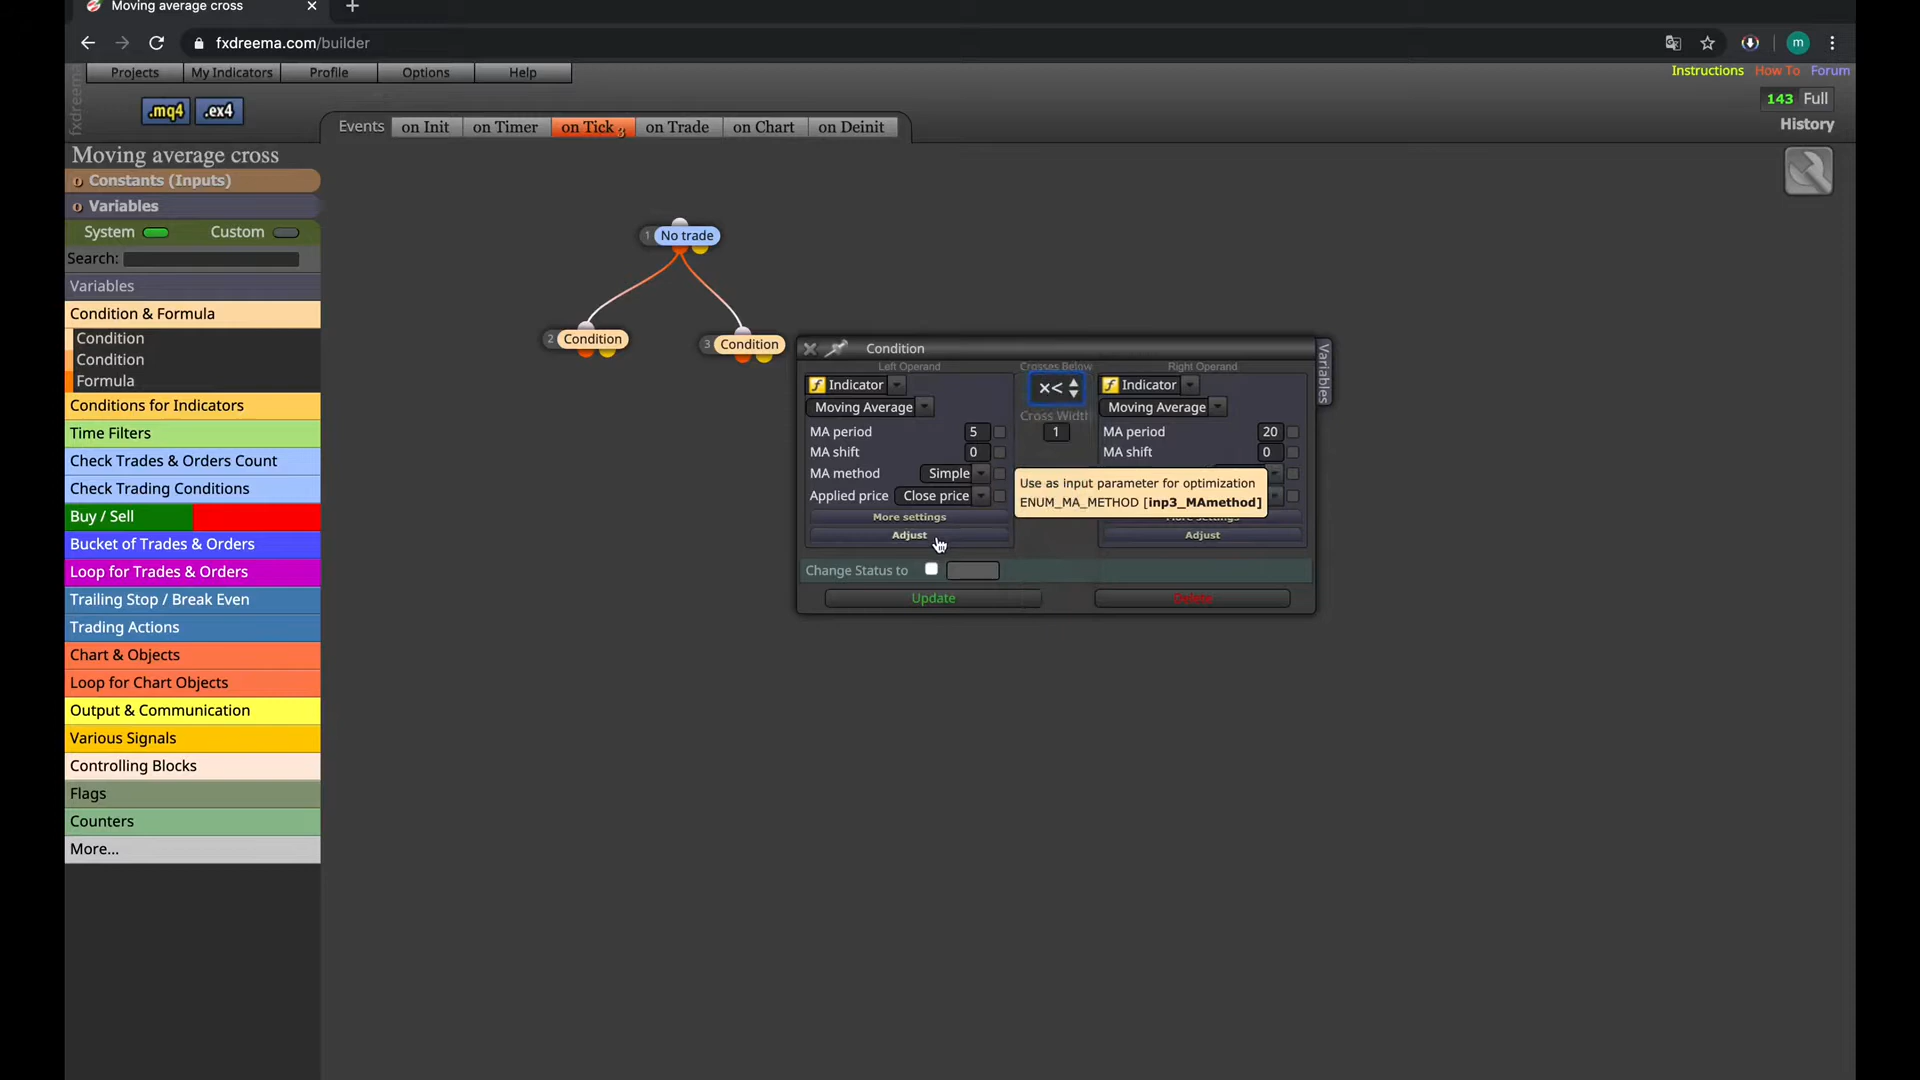 Moving average cross
fxdreema.com/builder
m
Projects
My Indicators
Profile
Options
Help
Instructions
How To
Forum
fxdreema
.mq4
.ex4
143 Full
History
Events
on Init
on Timer
on Tick 3
on Trade
on Chart
on Deinit
Moving average cross
Constants (Inputs)
Variables
System
Custom
Search:
Variables
Condition & Formula
Condition
Condition
Formula
Conditions for Indicators
Time Filters
Check Trades & Orders Count
Check Trading Conditions
Buy / Sell
Bucket of Trades & Orders
Loop for Trades & Orders
Trailing Stop / Break Even
Trading Actions
Chart & Objects
Loop for Chart Objects
Output & Communication
Various Signals
Controlling Blocks
Flags
Counters
More...
1 No trade
2 Condition
3 Condition
Condition
Variables
Left Operand
Crosses Below
Right Operand
f Indicator
×<
f Indicator
Moving Average
Cross Width
Moving Average
MA period 5
1
MA period 20
MA shift 0
MA shift 0
MA method Simple
Applied price Close price
Use as input parameter for optimization
ENUM_MA_METHOD [inp3_MAmethod]
More settings
More settings
Adjust
Adjust
Change Status to
Update
Delete